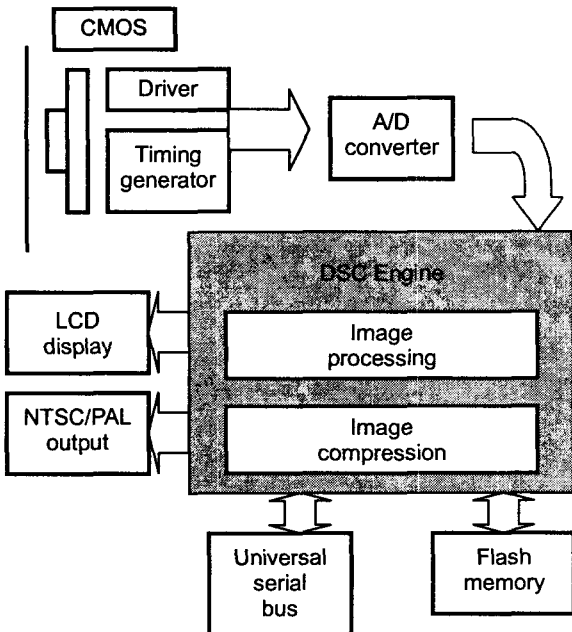 CMOS
Driver
Timing
generator
A/D
converter
DSC Engine
LCD
display
Image
processing
NTSC/PAL
output
Image
compression
Universal
serial
bus
Flash
memory